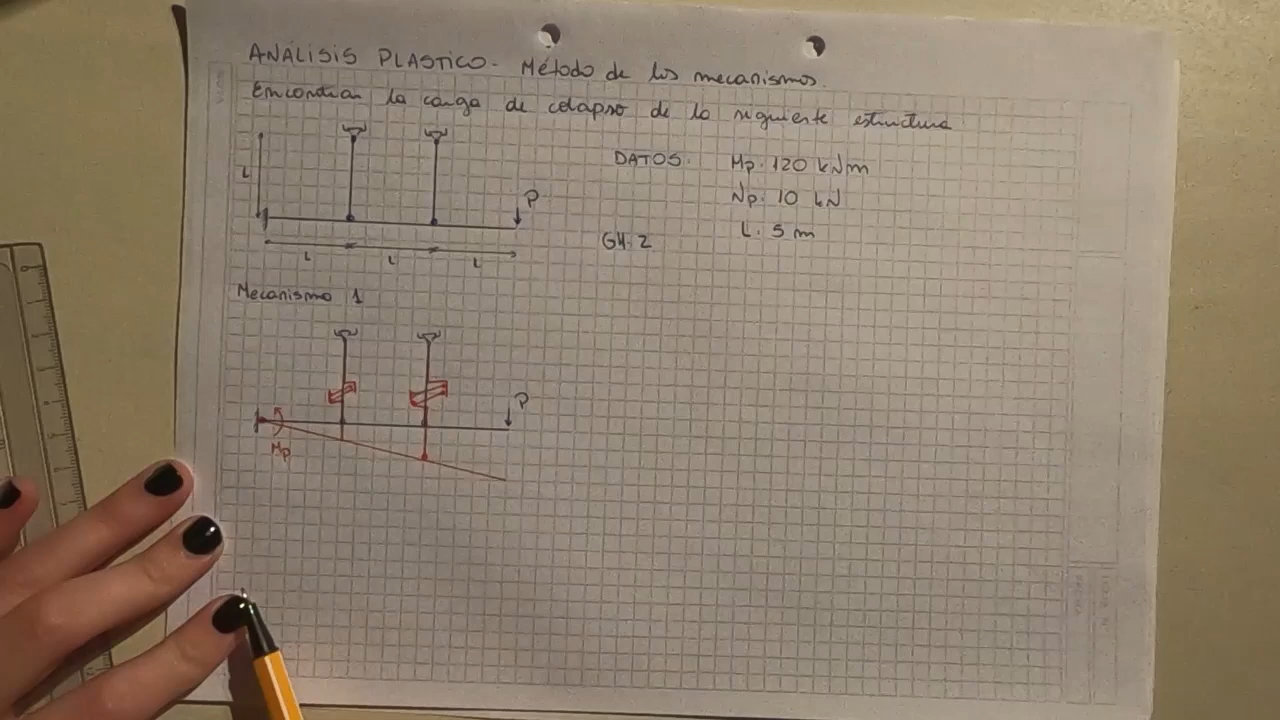 ANÁLISIS PLASTICO - Método de los mecanismos.
Encontrar la carga de colapso de la siguiente estructura
DATOS: Mp: 120 kNm
Np: 10 kN
L: 5 m
GH: 2
L
P
L L L
Mecanismo 1
P
Mp